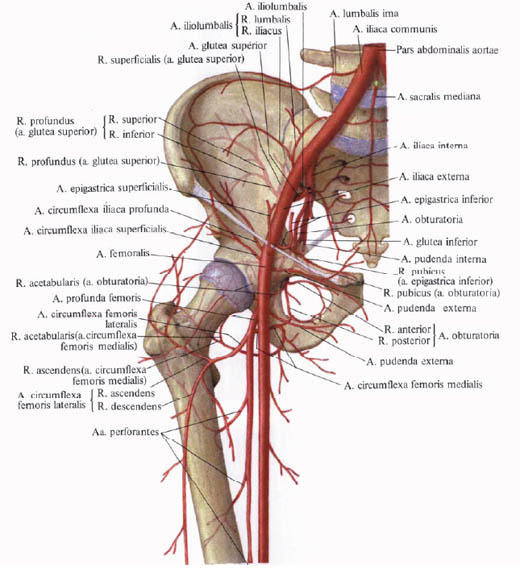 A. iliolumbalis
A. iliolumbalis { R. lumbalis
R. iliacus
A. glutea superior
R. superficialis (a. glutea superior)
R. profundus
(a. glutea superior) { R. superior
R. inferior
R. profundus (a. glutea superior)
A. epigastrica superficialis
A. circumflexa iliaca profunda
A. circumflexa iliaca superficialis
A. femoralis
R. acetabularis (a. obturatoria)
A. profunda femoris
A. circumflexa femoris
lateralis
R. acetabularis(a.circumflexa
femoris medialis)
R. ascendens(a. circumflexa
femoris medialis)
A. circumflexa
femoris lateralis { R. ascendens
R. descendens
Aa. perforantes
A. lumbalis ima
A. iliaca communis
Pars abdominalis aortae
A. sacralis mediana
A. iliaca interna
A. iliaca externa
A. epigastrica inferior
A. obturatoria
A. glutea inferior
A. pudenda interna
R. pubicus
(a. epigastrica inferior)
R. pubicus (a. obturatoria)
A. pudenda externa
R. anterior
R. posterior } A. obturatoria
A. pudenda externa
A. circumflexa femoris medialis